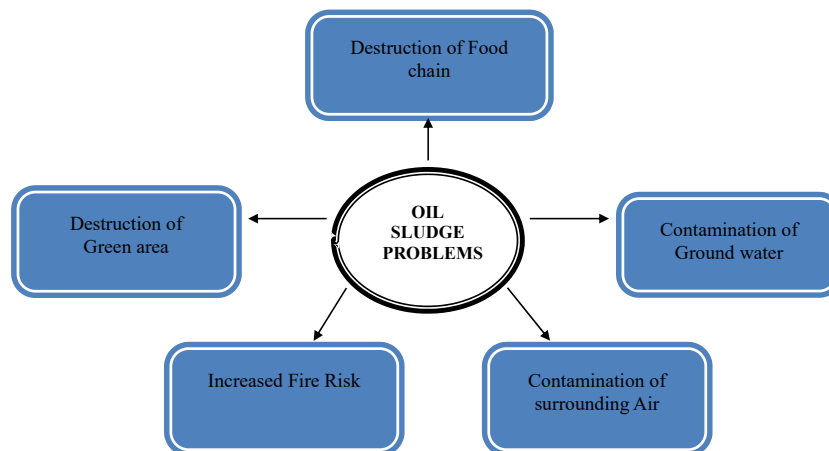 Destruction of Food
chain
OIL
SLUDGE
PROBLEMS
Destruction of
Green area
Contamination of
Ground water
Increased Fire Risk
Contamination of
surrounding Air